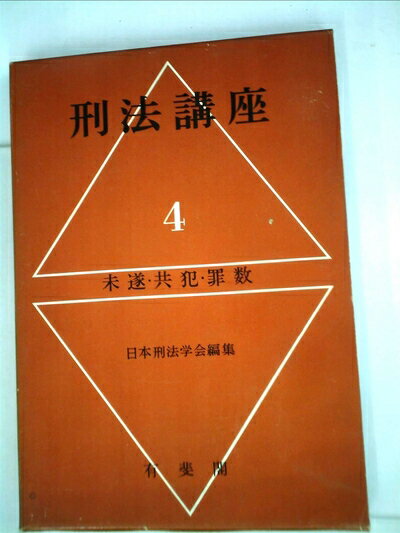 刑法講座
4
未遂・共犯・罪数
日本刑法学会編集
有斐閣